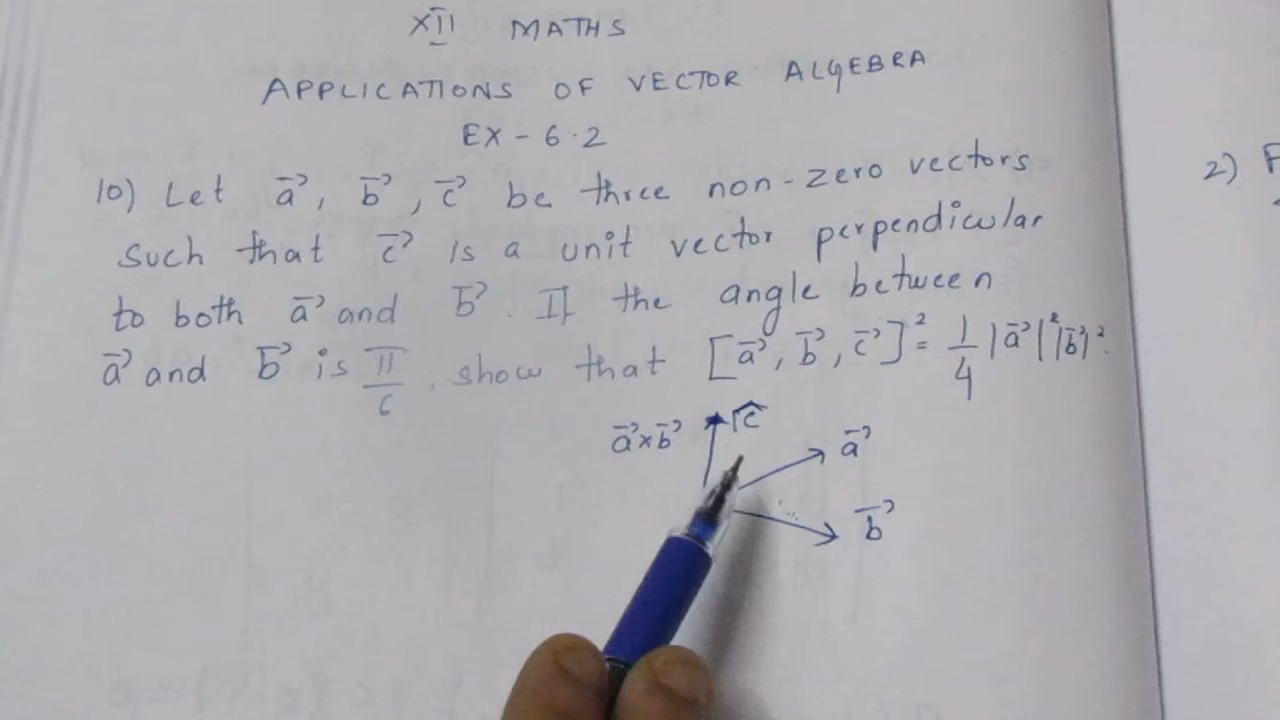 XII MATHS
APPLICATIONS OF VECTOR ALGEBRA
EX - 6.2
10) Let a⃗, b⃗, c⃗ be three non-zero vectors
such that c⃗ is a unit vector perpendicular
to both a⃗ and b⃗. If the angle between
a⃗ and b⃗ is π/6, show that [a⃗, b⃗, c⃗]² = 1/4 |a⃗|²|b⃗|².
a⃗×b⃗ ĉ a⃗
b⃗
2)